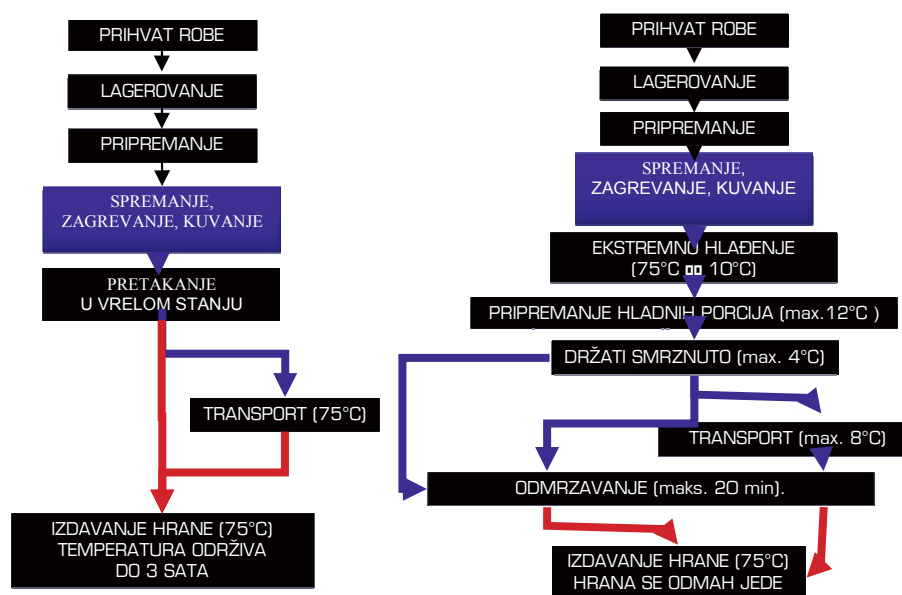 PRIHVAT ROBE
LAGEROVANJE
PRIPREMANJE
SPREMANJE,
ZAGREVANJE, KUVANJE
PRETAKANJE
U VRELOM STANJU
TRANSPORT (75°C)
IZDAVANJE HRANE (75°C)
TEMPERATURA ODRŽIVA
DO 3 SATA
PRIHVAT ROBE
LAGEROVANJE
PRIPREMANJE
SPREMANJE,
ZAGREVANJE, KUVANJE
EKSTREMNO HLAĐENJE
(75°C 10°C)
PRIPREMANJE HLADNIH PORCIJA (max.12°C )
DRŽATI SMRZNUTO (max. 4°C)
TRANSPORT (max. 8°C)
ODMRZAVANJE (maks. 20 min).
IZDAVANJE HRANE (75°C)
HRANA SE ODMAH JEDE